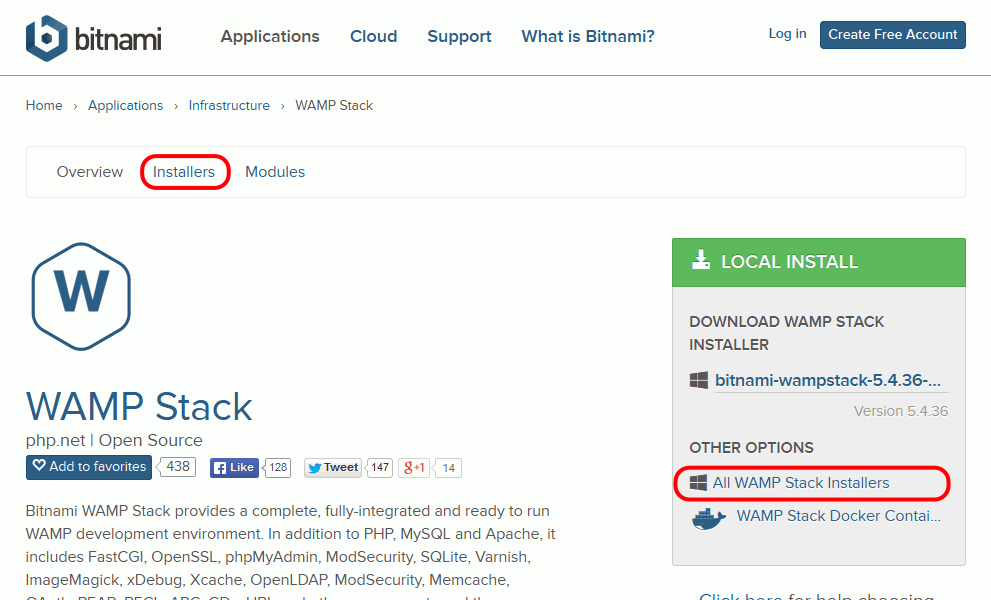 bitnami
Applications Cloud Support What is Bitnami? Log in Create Free Account
Home › Applications › Infrastructure › WAMP Stack
Overview Installers Modules
W
WAMP Stack
php.net | Open Source
Add to favorites 438 Like 128 Tweet 147 g+1 14
Bitnami WAMP Stack provides a complete, fully-integrated and ready to run
WAMP development environment. In addition to PHP, MySQL and Apache, it
includes FastCGI, OpenSSL, phpMyAdmin, ModSecurity, SQLite, Varnish,
ImageMagick, xDebug, Xcache, OpenLDAP, ModSecurity, Memcache,
LOCAL INSTALL
DOWNLOAD WAMP STACK
INSTALLER
bitnami-wampstack-5.4.36-...
Version 5.4.36
OTHER OPTIONS
All WAMP Stack Installers
WAMP Stack Docker Contai...
Click here for help choosing